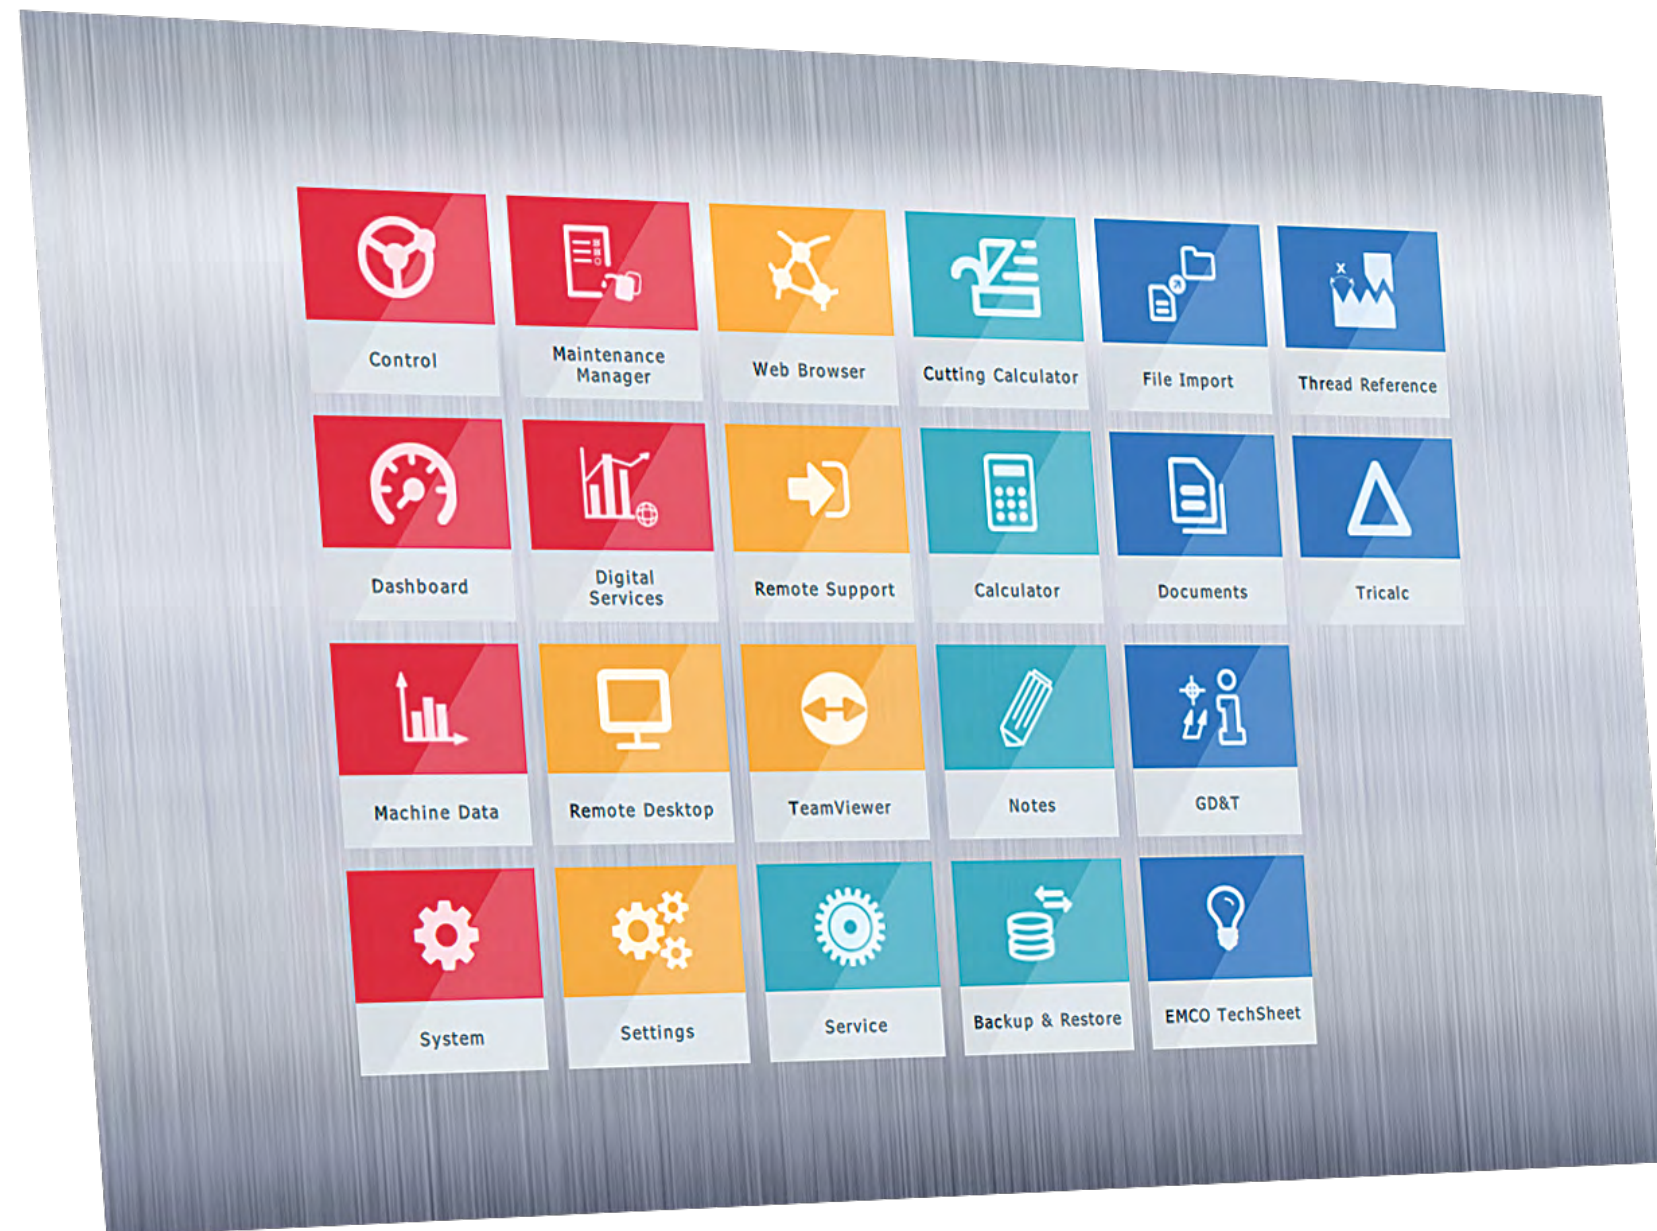 Control
Maintenance
Manager
Web Browser
Cutting Calculator
File Import
Thread Reference
Dashboard
Digital
Services
Remote Support
Calculator
Documents
Tricalc
Machine Data
Remote Desktop
TeamViewer
Notes
GD&T
System
Settings
Service
Backup & Restore
EMCO TechSheet
X